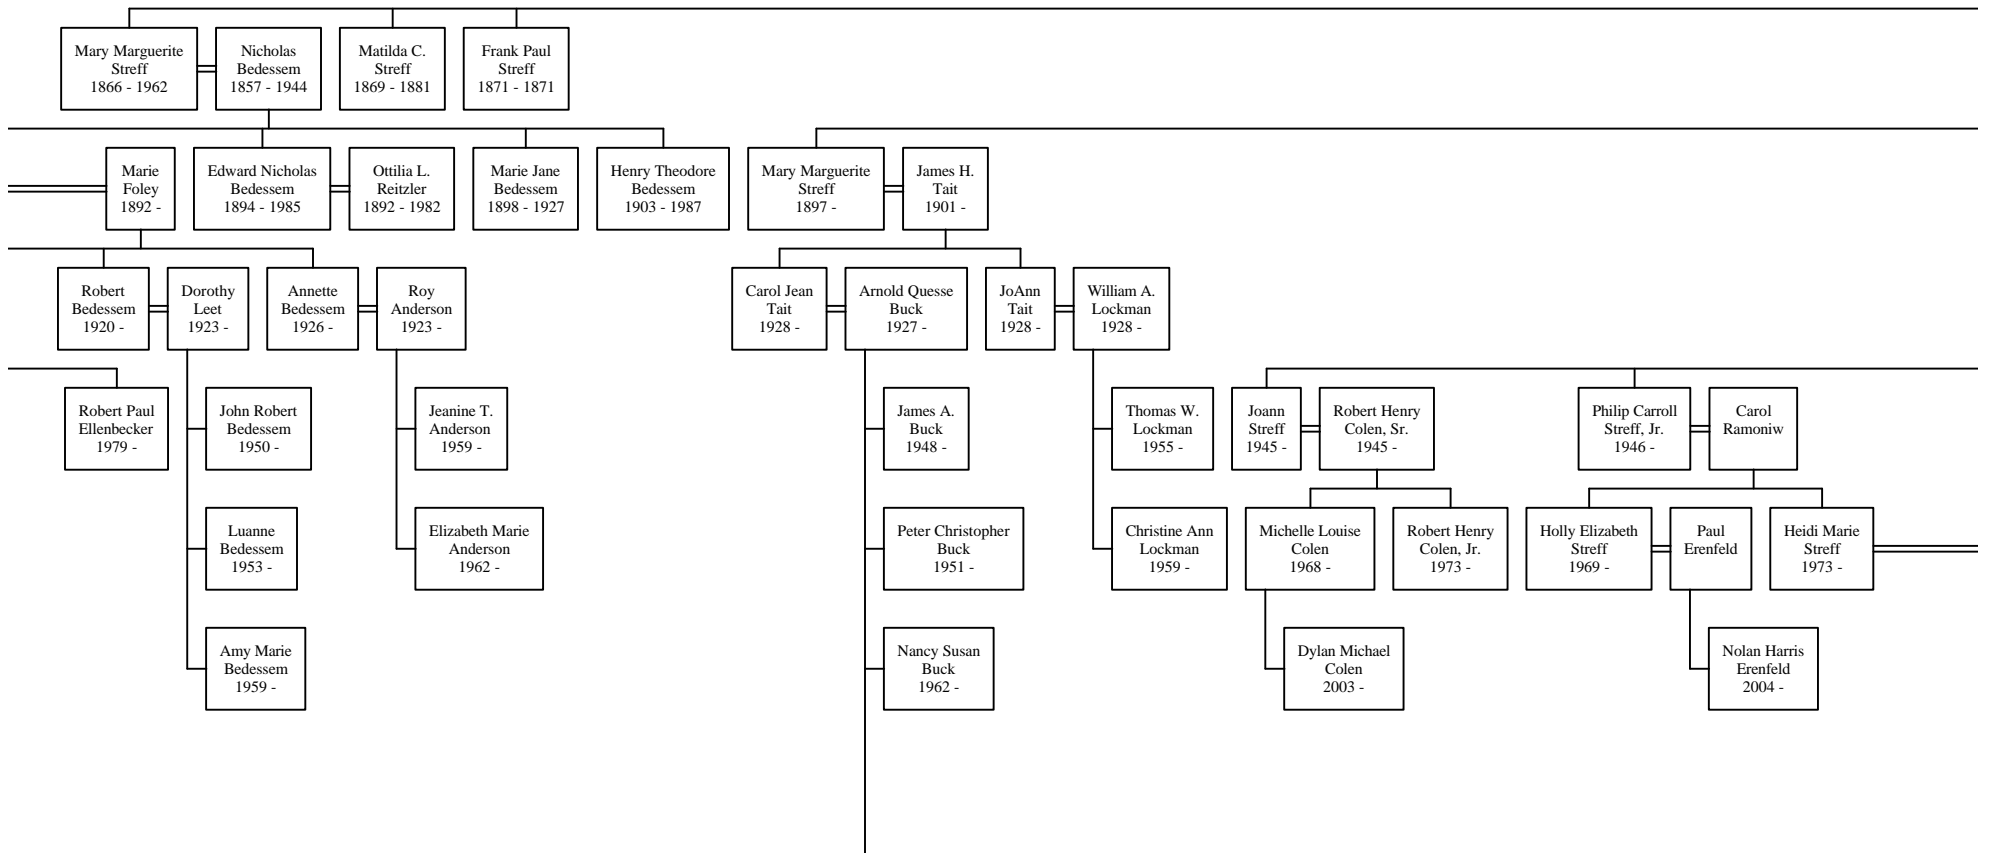 Mary Marguerite
Streff
1866 - 1962
Nicholas
Bedessem
1857 - 1944
Matilda C.
Streff
1869 - 1881
Frank Paul
Streff
1871 - 1871
Marie
Foley
1892 -
Edward Nicholas
Bedessem
1894 - 1985
Ottilia L.
Reitzler
1892 - 1982
Marie Jane
Bedessem
1898 - 1927
Henry Theodore
Bedessem
1903 - 1987
Mary Marguerite
Streff
1897 -
James H.
Tait
1901 -
Robert
Bedessem
1920 -
Dorothy
Leet
1923 -
Annette
Bedessem
1926 -
Roy
Anderson
1923 -
Carol Jean
Tait
1928 -
Arnold Quesse
Buck
1927 -
JoAnn
Tait
1928 -
William A.
Lockman
1928 -
Robert Paul
Ellenbecker
1979 -
John Robert
Bedessem
1950 -
Jeanine T.
Anderson
1959 -
James A.
Buck
1948 -
Thomas W.
Lockman
1955 -
Joann
Streff
1945 -
Robert Henry
Colen, Sr.
1945 -
Philip Carroll
Streff, Jr.
1946 -
Carol
Ramoniw
Luanne
Bedessem
1953 -
Elizabeth Marie
Anderson
1962 -
Peter Christopher
Buck
1951 -
Christine Ann
Lockman
1959 -
Michelle Louise
Colen
1968 -
Robert Henry
Colen, Jr.
1973 -
Holly Elizabeth
Streff
1969 -
Paul
Erenfeld
Heidi Marie
Streff
1973 -
Amy Marie
Bedessem
1959 -
Nancy Susan
Buck
1962 -
Dylan Michael
Colen
2003 -
Nolan Harris
Erenfeld
2004 -